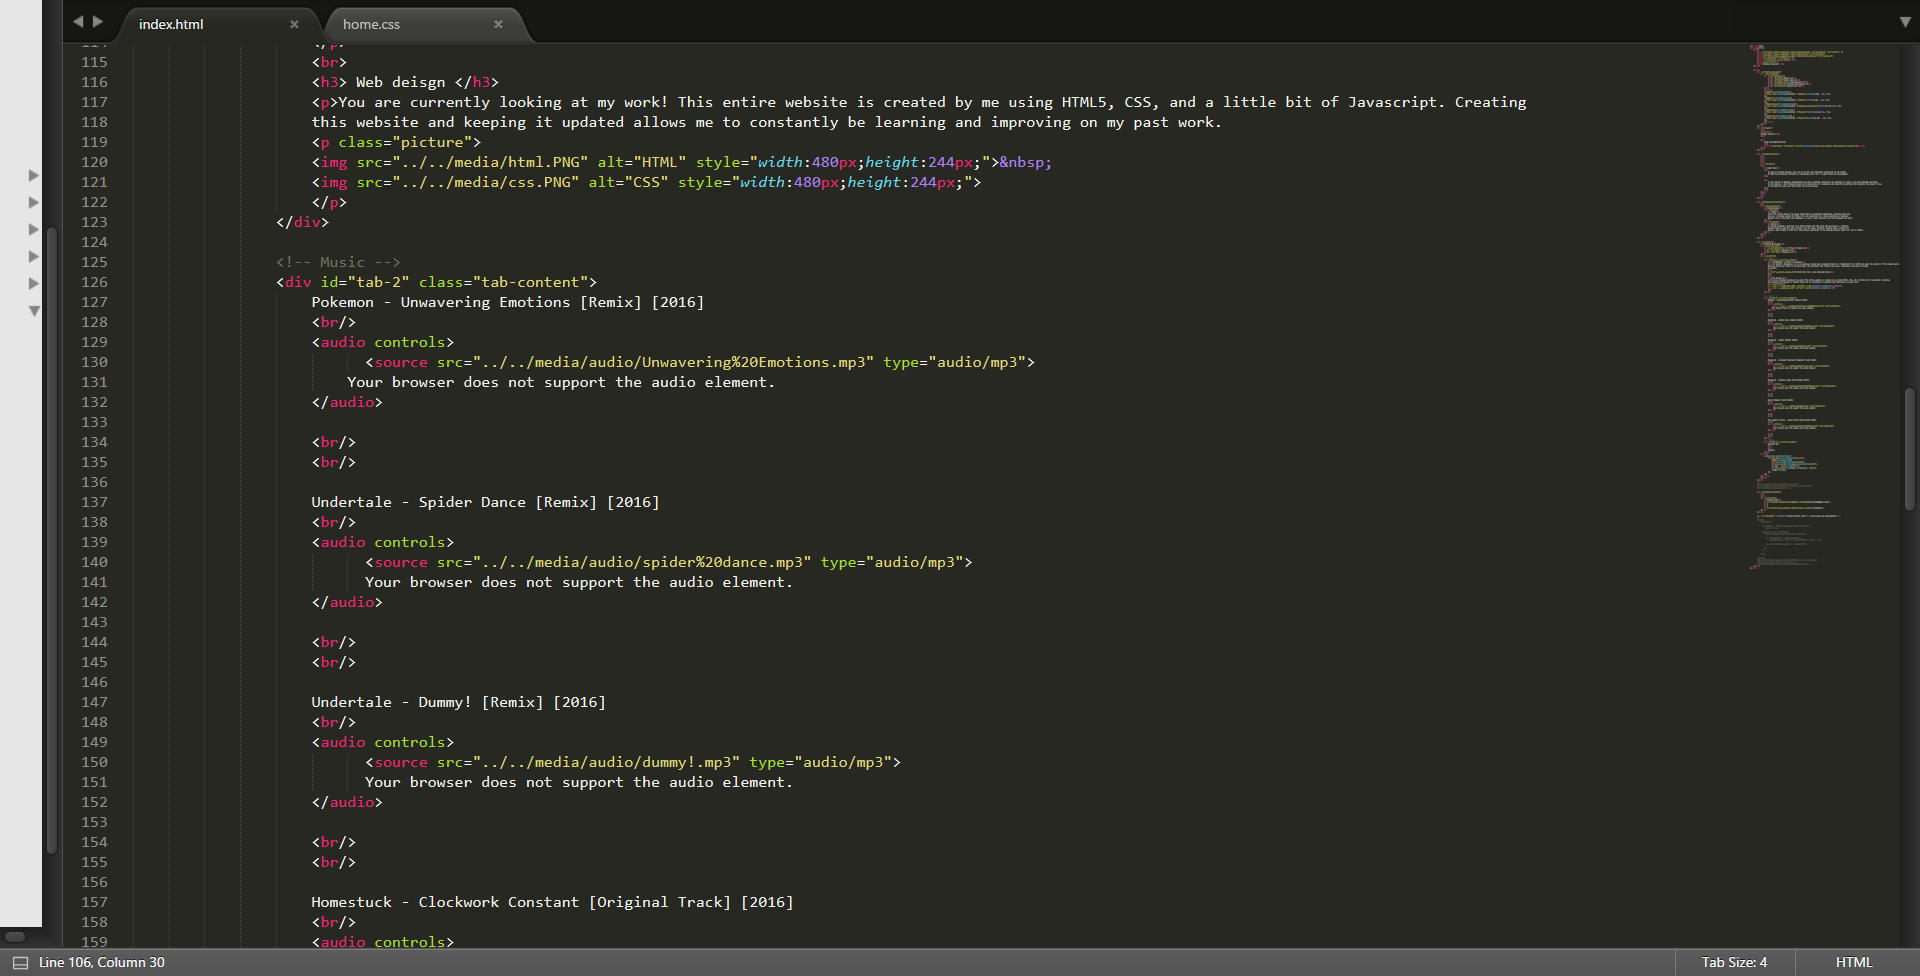 index.html × home.css ×
115 <br>
116 <h3> Web deisgn </h3>
117 <p>You are currently looking at my work! This entire website is created by me using HTML5, CSS, and a little bit of Javascript. Creating
118 this website and keeping it updated allows me to constantly be learning and improving on my past work.
119 <p class="picture">
120 <img src="../../media/html.PNG" alt="HTML" style="width:480px;height:244px;">&nbsp;
121 <img src="../../media/css.PNG" alt="CSS" style="width:480px;height:244px;">
122 </p>
123 </div>
124
125 <!-- Music -->
126 <div id="tab-2" class="tab-content">
127 Pokemon - Unwavering Emotions [Remix] [2016]
128 <br/>
129 <audio controls>
130 <source src="../../media/audio/Unwavering%20Emotions.mp3" type="audio/mp3">
131 Your browser does not support the audio element.
132 </audio>
133
134 <br/>
135 <br/>
136
137 Undertale - Spider Dance [Remix] [2016]
138 <br/>
139 <audio controls>
140 <source src="../../media/audio/spider%20dance.mp3" type="audio/mp3">
141 Your browser does not support the audio element.
142 </audio>
143
144 <br/>
145 <br/>
146
147 Undertale - Dummy! [Remix] [2016]
148 <br/>
149 <audio controls>
150 <source src="../../media/audio/dummy!.mp3" type="audio/mp3">
151 Your browser does not support the audio element.
152 </audio>
153
154 <br/>
155 <br/>
156
157 Homestuck - Clockwork Constant [Original Track] [2016]
158 <br/>
159 <audio controls>
Line 106, Column 30 Tab Size: 4 HTML